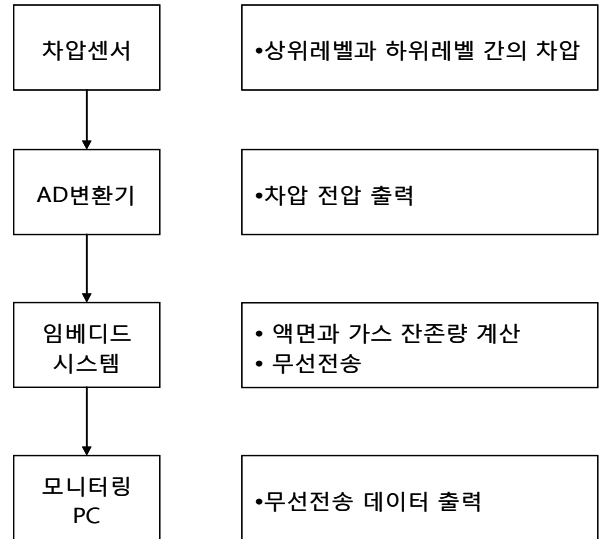 차압센서
•상위레벨과 하위레벨 간의 차압
AD변환기
•차압 전압 출력
임베디드
시스템
• 액면과 가스 잔존량 계산
• 무선전송
모니터링
PC
•무선전송 데이터 출력